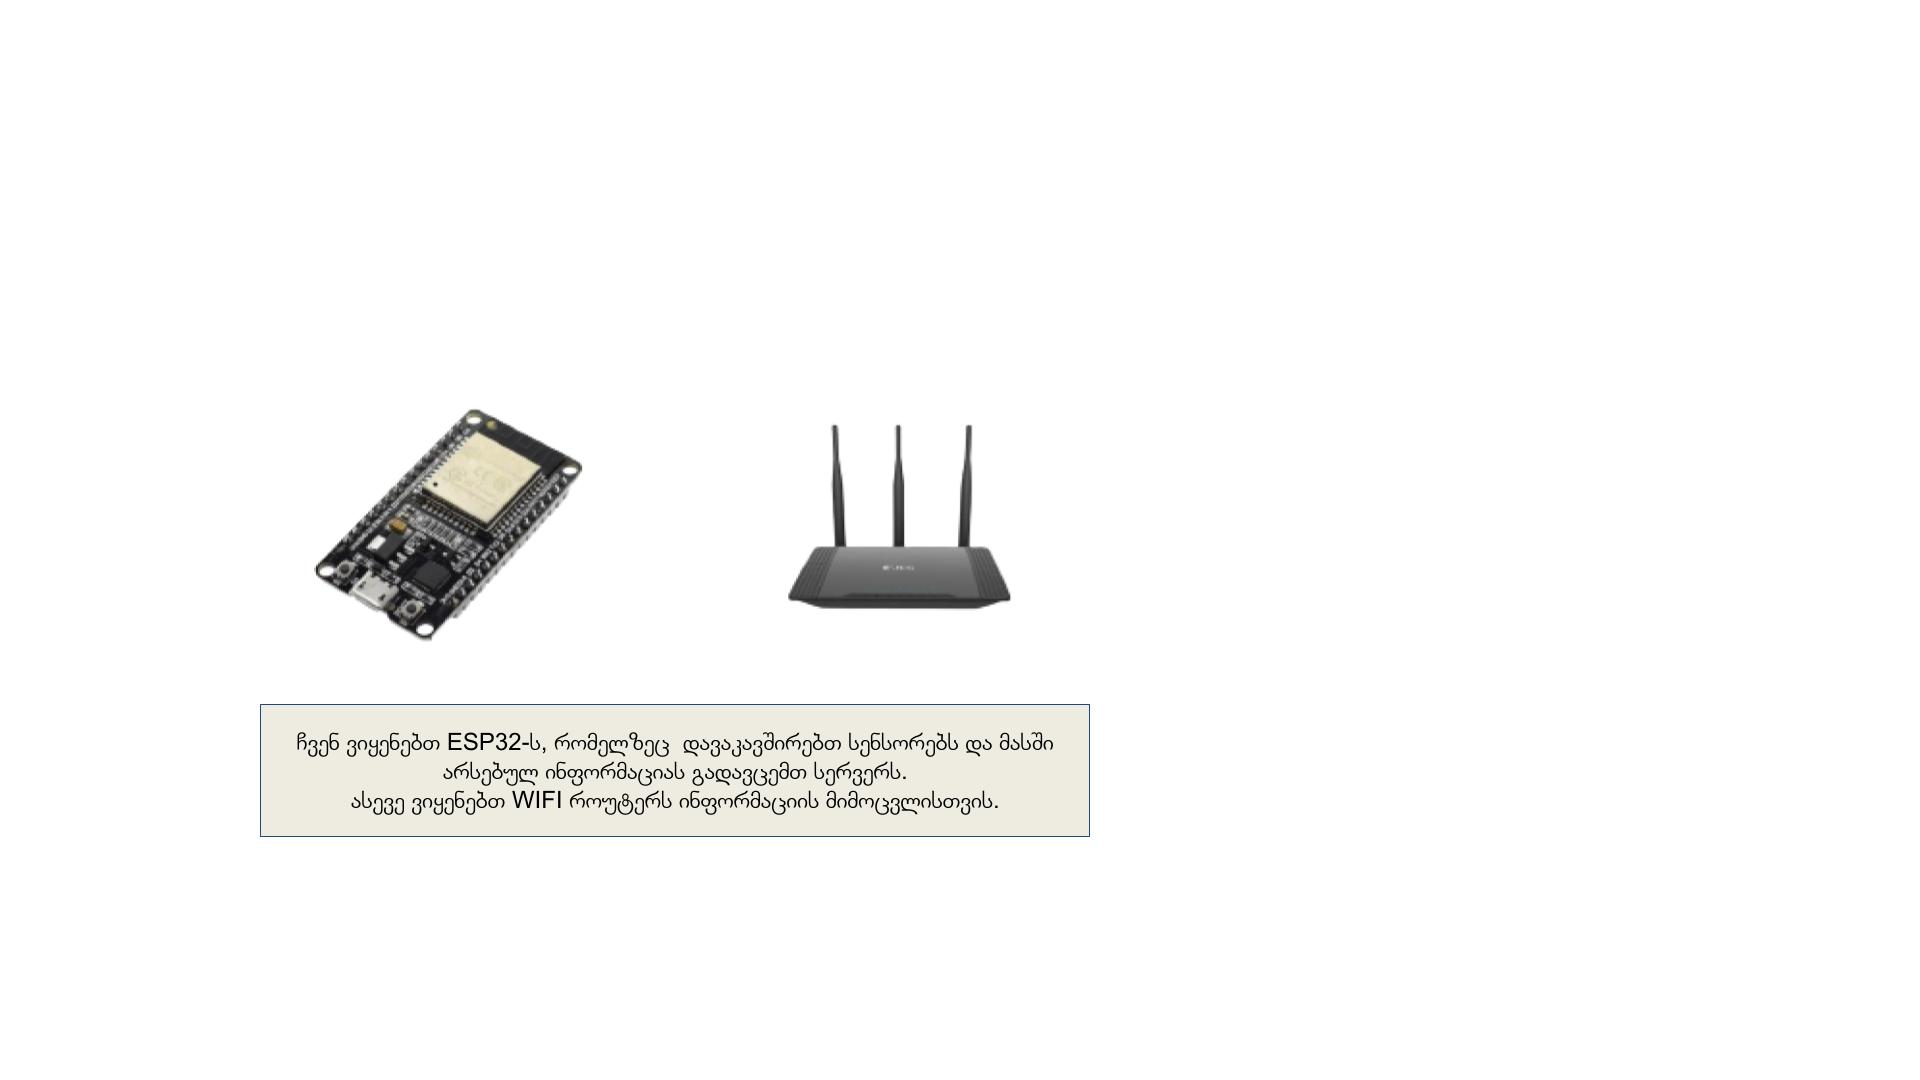 ჩვენ ვიყენებთ ESP32-ს, რომელზეც დავაკავშირებთ სენსორებს და მასში
არსებულ ინფორმაციას გადავცემთ სერვერს.
ასევე ვიყენებთ WIFI როუტერს ინფორმაციის მიმოცვლისთვის.